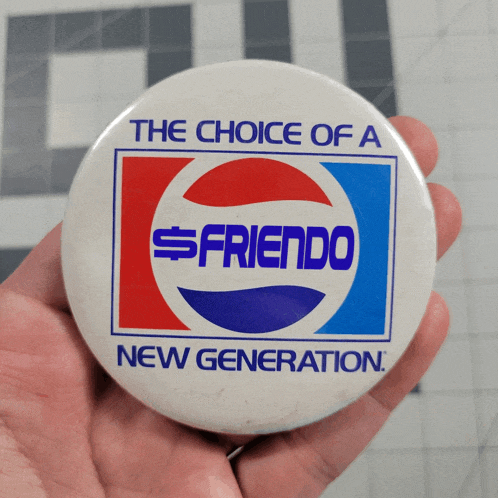 THE CHOICE OF A
$FRIENDO
NEW GENERATION.